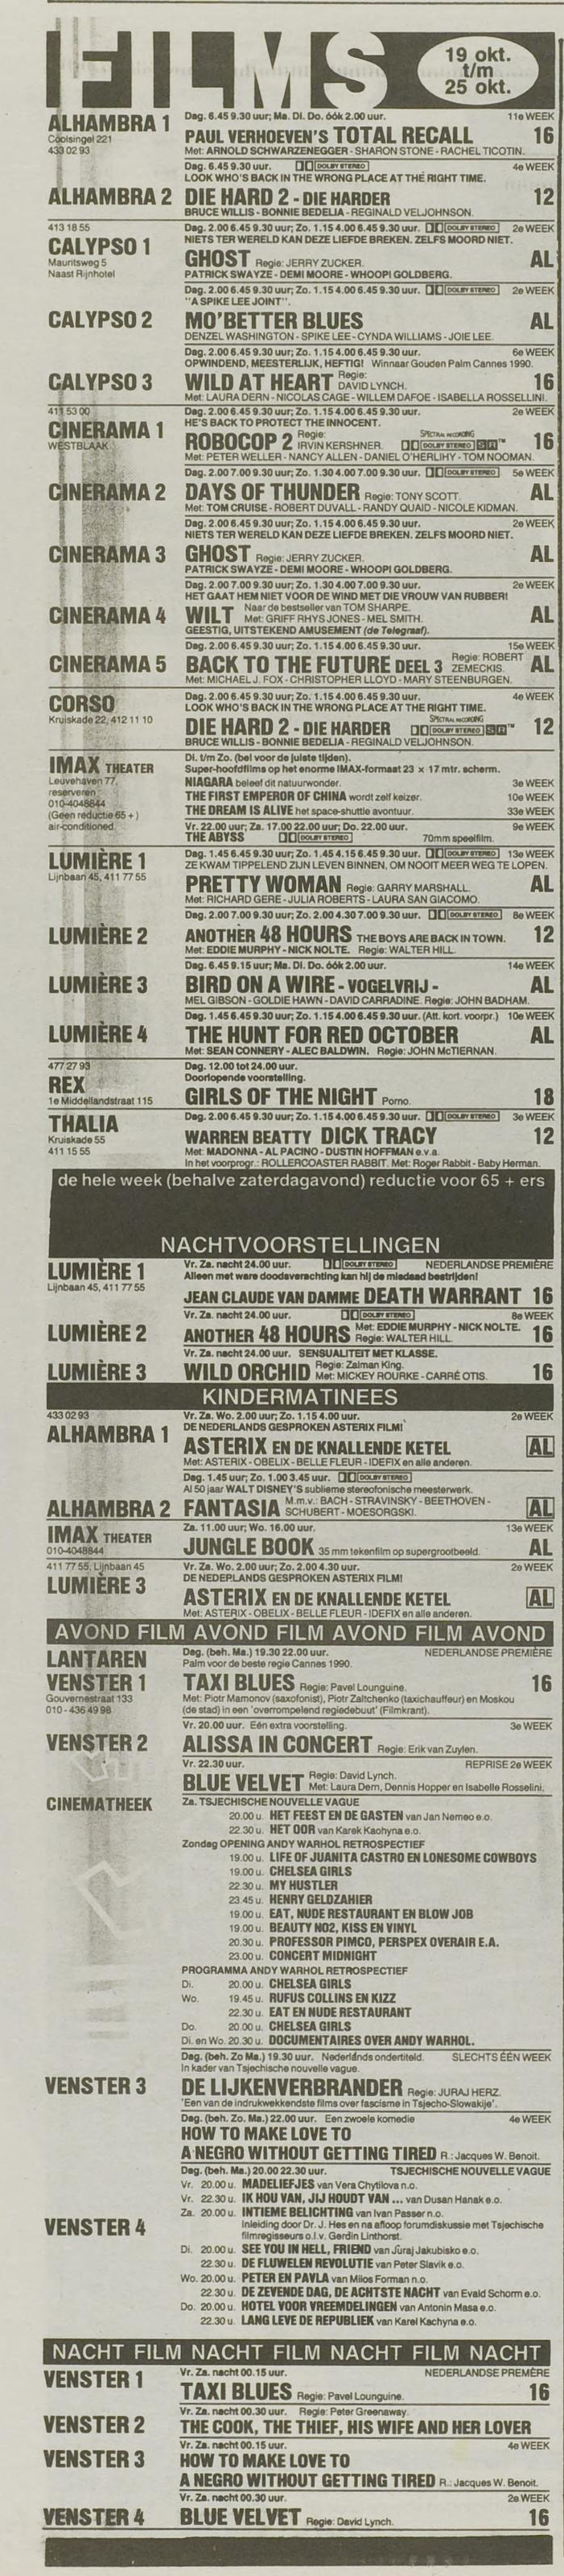 FILMS
19 okt.
t/m
25 okt.
ALHAMBRA 1
Coolsingel 221
433 02 93
Dag. 6.45 9.30 uur; Ma. Di. Do. óók 2.00 uur. 11e WEEK
PAUL VERHOEVEN'S TOTAL RECALL 16
Met: ARNOLD SCHWARZENEGGER - SHARON STONE - RACHEL TICOTIN.
Dag. 6.45 9.30 uur. DOLBY STEREO 4e WEEK
LOOK WHO'S BACK IN THE WRONG PLACE AT THE RIGHT TIME.
ALHAMBRA 2 DIE HARD 2 - DIE HARDER 12
BRUCE WILLIS - BONNIE BEDELIA - REGINALD VELJOHNSON.
413 18 55
CALYPSO 1
Mauritsweg 5
Naast Rijnhotel
Dag. 2.00 6.45 9.30 uur; Zo. 1.15 4.00 6.45 9.30 uur. DOLBY STEREO 2e WEEK
NIETS TER WERELD KAN DEZE LIEFDE BREKEN. ZELFS MOORD NIET.
GHOST Regie: JERRY ZUCKER. AL
PATRICK SWAYZE - DEMI MOORE - WHOOPI GOLDBERG.
Dag. 2.00 6.45 9.30 uur; Zo. 1.15 4.00 6.45 9.30 uur. DOLBY STEREO 2e WEEK
"A SPIKE LEE JOINT".
CALYPSO 2 MO'BETTER BLUES AL
DENZEL WASHINGTON - SPIKE LEE - CYNDA WILLIAMS - JOIE LEE.
Dag. 2.00 6.45 9.30 uur; Zo. 1.15 4.00 6.45 9.30 uur. 6e WEEK
OPWINDEND, MEESTERLIJK, HEFTIG! Winnaar Gouden Palm Cannes 1990.
CALYPSO 3 WILD AT HEART Regie: DAVID LYNCH. 16
Met: LAURA DERN - NICOLAS CAGE - WILLEM DAFOE - ISABELLA ROSSELLINI.
411 53 00
CINERAMA 1
WESTBLAAK
Dag. 2.00 6.45 9.30 uur; Zo. 1.15 4.00 6.45 9.30 uur. 2e WEEK
HE'S BACK TO PROTECT THE INNOCENT.
ROBOCOP 2 Regie: IRVIN KERSHNER. SPECTRAL RECORDING DOLBY STEREO SR™ 16
Met: PETER WELLER - NANCY ALLEN - DANIEL O'HERLIHY - TOM NOOMAN.
Dag. 2.00 7.00 9.30 uur; Zo. 1.30 4.00 7.00 9.30 uur. DOLBY STEREO 5e WEEK
CINERAMA 2 DAYS OF THUNDER Regie: TONY SCOTT. AL
Met: TOM CRUISE - ROBERT DUVALL - RANDY QUAID - NICOLE KIDMAN.
Dag. 2.00 6.45 9.30 uur; Zo. 1.15 4.00 6.45 9.30 uur. 2e WEEK
NIETS TER WERELD KAN DEZE LIEFDE BREKEN. ZELFS MOORD NIET.
CINERAMA 3 GHOST Regie: JERRY ZUCKER. AL
PATRICK SWAYZE - DEMI MOORE - WHOOPI GOLDBERG.
Dag. 2.00 7.00 9.30 uur; Zo. 1.30 4.00 7.00 9.30 uur. 2e WEEK
HET GAAT HEM NIET VOOR DE WIND MET DIE VROUW VAN RUBBER!
CINERAMA 4 WILT Naar de bestseller van TOM SHARPE. AL
Met: GRIFF RHYS JONES - MEL SMITH.
GEESTIG, UITSTEKEND AMUSEMENT (de Telegraaf).
Dag. 2.00 6.45 9.30 uur; Zo. 1.15 4.00 6.45 9.30 uur. 15e WEEK
CINERAMA 5 BACK TO THE FUTURE DEEL 3 Regie: ROBERT ZEMECKIS. AL
Met: MICHAEL J. FOX - CHRISTOPHER LLOYD - MARY STEENBURGEN.
CORSO
Kruiskade 22, 412 11 10
Dag. 2.00 6.45 9.30 uur; Zo. 1.15 4.00 6.45 9.30 uur. 4e WEEK
LOOK WHO'S BACK IN THE WRONG PLACE AT THE RIGHT TIME.
DIE HARD 2 - DIE HARDER SPECTRAL RECORDING DOLBY STEREO SR™ 12
BRUCE WILLIS - BONNIE BEDELIA - REGINALD VELJOHNSON.
IMAX THEATER
Leuvehaven 77,
reserveren
010-4048844
(Geen reductie 65 +)
air-conditioned.
Di. t/m Zo. (bel voor de juiste tijden).
Super-hoofdfilms op het enorme IMAX-formaat 23 × 17 mtr. scherm.
NIAGARA beleef dit natuurwonder. 3e WEEK
THE FIRST EMPEROR OF CHINA wordt zelf keizer. 10e WEEK
THE DREAM IS ALIVE het space-shuttle avontuur. 33e WEEK
Vr. 22.00 uur; Za. 17.00 22.00 uur; Do. 22.00 uur. 9e WEEK
THE ABYSS DOLBY STEREO 70mm speelfilm.
LUMIÈRE 1
Lijnbaan 45, 411 77 55
Dag. 1.45 6.45 9.30 uur; Zo. 1.45 4.15 6.45 9.30 uur. DOLBY STEREO 13e WEEK
ZE KWAM TIPPELEND ZIJN LEVEN BINNEN, OM NOOIT MEER WEG TE LOPEN.
PRETTY WOMAN Regie: GARRY MARSHALL. AL
Met: RICHARD GERE - JULIA ROBERTS - LAURA SAN GIACOMO.
Dag. 2.00 7.00 9.30 uur; Zo. 2.00 4.30 7.00 9.30 uur. DOLBY STEREO 8e WEEK
LUMIÈRE 2 ANOTHER 48 HOURS THE BOYS ARE BACK IN TOWN. 12
Met: EDDIE MURPHY - NICK NOLTE. Regie: WALTER HILL.
Dag. 6.45 9.15 uur; Ma. Di. Do. óók 2.00 uur. 14e WEEK
LUMIÈRE 3 BIRD ON A WIRE - VOGELVRIJ - AL
MEL GIBSON - GOLDIE HAWN - DAVID CARRADINE. Regie: JOHN BADHAM.
Dag. 1.45 6.45 9.30 uur; Zo. 1.15 4.00 6.45 9.30 uur. (Att. kort. voorpr.) 10e WEEK
LUMIÈRE 4 THE HUNT FOR RED OCTOBER AL
Met: SEAN CONNERY - ALEC BALDWIN. Regie: JOHN McTIERNAN.
477 27 93
REX
1e Middellandstraat 115
Dag. 12.00 tot 24.00 uur.
Doorlopende voorstelling.
GIRLS OF THE NIGHT Porno. 18
THALIA
Kruiskade 55
411 15 55
Dag. 2.00 6.45 9.30 uur; Zo. 1.15 4.00 6.45 9.30 uur. DOLBY STEREO 3e WEEK
WARREN BEATTY DICK TRACY 12
Met: MADONNA - AL PACINO - DUSTIN HOFFMAN e.v.a.
In het voorprogr.: ROLLERCOASTER RABBIT. Met: Roger Rabbit - Baby Herman.
de hele week (behalve zaterdagavond) reductie voor 65 + ers
NACHTVOORSTELLINGEN
LUMIÈRE 1
Lijnbaan 45, 411 77 55
Vr. Za. nacht 24.00 uur. DOLBY STEREO NEDERLANDSE PREMIÈRE
Alleen met ware doodsverachting kan hij de misdaad bestrijden!
JEAN CLAUDE VAN DAMME DEATH WARRANT 16
Vr. Za. nacht 24.00 uur. DOLBY STEREO 8e WEEK
LUMIÈRE 2 ANOTHER 48 HOURS Met: EDDIE MURPHY - NICK NOLTE. Regie: WALTER HILL. 16
Vr. Za. nacht 24.00 uur. SENSUALITEIT MET KLASSE.
LUMIÈRE 3 WILD ORCHID Regie: Zalman King. Met: MICKEY ROURKE - CARRÉ OTIS. 16
KINDERMATINEES
433 02 93
ALHAMBRA 1
Vr. Za. Wo. 2.00 uur; Zo. 1.15 4.00 uur. 2e WEEK
DE NEDERLANDS GESPROKEN ASTERIX FILM!
ASTERIX EN DE KNALLENDE KETEL AL
Met: ASTERIX - OBELIX - BELLE FLEUR - IDEFIX en alle anderen.
Dag. 1.45 uur; Zo. 1.00 3.45 uur. DOLBY STEREO
Al 50 jaar WALT DISNEY'S sublieme stereofonische meesterwerk.
ALHAMBRA 2 FANTASIA M.m.v.: BACH - STRAVINSKY - BEETHOVEN - SCHUBERT - MOESORGSKI. AL
IMAX THEATER
010-4048844
Za. 11.00 uur; Wo. 16.00 uur. 13e WEEK
JUNGLE BOOK 35 mm tekenfilm op supergrootbeeld. AL
411 77 55, Lijnbaan 45
LUMIÈRE 3
Vr. Za. Wo. 2.00 uur; Zo. 2.00 4.30 uur. 2e WEEK
DE NEDERLANDS GESPROKEN ASTERIX FILM!
ASTERIX EN DE KNALLENDE KETEL AL
Met: ASTERIX - OBELIX - BELLE FLEUR - IDEFIX en alle anderen.
AVOND FILM AVOND FILM AVOND FILM AVOND
LANTAREN
VENSTER 1
Gouvernestraat 133
010 - 436 49 98
Dag. (beh. Ma.) 19.30 22.00 uur. NEDERLANDSE PREMIÈRE
Palm voor de beste regie Cannes 1990.
TAXI BLUES Regie: Pavel Lounguine. 16
Met: Piotr Mamonov (saxofonist), Piotr Zaltchenko (taxichauffeur) en Moskou
(de stad) in een 'overrompelend regiedebuut' (Filmkrant).
Vr. 20.00 uur. Eén extra voorstelling. 3e WEEK
VENSTER 2 ALISSA IN CONCERT Regie: Erik van Zuylen.
Vr. 22.30 uur. REPRISE 2e WEEK
BLUE VELVET Regie: David Lynch. Met: Laura Dern, Dennis Hopper en Isabelle Rosselini.
CINEMATHEEK
Za. TSJECHISCHE NOUVELLE VAGUE
20.00 u. HET FEEST EN DE GASTEN van Jan Nemec e.o.
22.30 u. HET OOR van Karek Kachyna e.o.
Zondag OPENING ANDY WARHOL RETROSPECTIEF
19.00 u. LIFE OF JUANITA CASTRO EN LONESOME COWBOYS
19.00 u. CHELSEA GIRLS
22.30 u. MY HUSTLER
23.45 u. HENRY GELDZAHIER
19.00 u. EAT, NUDE RESTAURANT EN BLOW JOB
19.00 u. BEAUTY NO2, KISS EN VINYL
20.30 u. PROFESSOR PIMCO, PERSPEX OVERAIR E.A.
23.00 u. CONCERT MIDNIGHT
PROGRAMMA ANDY WARHOL RETROSPECTIEF
Di. 20.00 u. CHELSEA GIRLS
Wo. 19.45 u. RUFUS COLLINS EN KIZZ
22.30 u. EAT EN NUDE RESTAURANT
Do. 20.00 u. CHELSEA GIRLS
Di. en Wo. 20.30 u. DOCUMENTAIRES OVER ANDY WARHOL.
Dag. (beh. Zo Ma.) 19.30 uur. Nederlands ondertiteld. SLECHTS ÉÉN WEEK
In kader van Tsjechische nouvelle vague.
VENSTER 3 DE LIJKENVERBRANDER Regie: JURAJ HERZ.
'Een van de indrukwekkendste films over fascisme in Tsjecho-Slowakije'.
Dag. (beh. Zo. Ma.) 22.00 uur. Een zwoele komedie 4e WEEK
HOW TO MAKE LOVE TO
A NEGRO WITHOUT GETTING TIRED R.: Jacques W. Benoit.
Dag. (beh. Ma.) 20.00 22.30 uur. TSJECHISCHE NOUVELLE VAGUE
Vr. 20.00 u. MADELIEFJES van Vera Chytilova n.o.
Vr. 22.30 u. IK HOU VAN, JIJ HOUDT VAN ... van Dusan Hanak e.o.
Za. 20.00 u. INTIEME BELICHTING van Ivan Passer n.o.
VENSTER 4
Inleiding door Dr. J. Hes en na afloop forumdiskussie met Tsjechische
filmregisseurs o.l.v. Gerdin Linthorst.
Di. 20.00 u. SEE YOU IN HELL, FRIEND van Juraj Jakubisko e.o.
22.30 u. DE FLUWELEN REVOLUTIE van Peter Slavik e.o.
Wo. 20.00 u. PETER EN PAVLA van Milos Forman n.o.
22.30 u. DE ZEVENDE DAG, DE ACHTSTE NACHT van Evald Schorm e.o.
Do. 20.00 u. HOTEL VOOR VREEMDELINGEN van Antonin Masa e.o.
22.30 u. LANG LEVE DE REPUBLIEK van Karel Kachyna e.o.
NACHT FILM NACHT FILM NACHT FILM NACHT
Vr. Za. nacht 00.15 uur. NEDERLANDSE PREMÈRE
VENSTER 1 TAXI BLUES Regie: Pavel Lounguine. 16
Vr. Za. nacht 00.30 uur. Regie: Peter Greenaway.
VENSTER 2 THE COOK, THE THIEF, HIS WIFE AND HER LOVER
Vr. Za. nacht 00.15 uur. 4e WEEK
VENSTER 3 HOW TO MAKE LOVE TO
A NEGRO WITHOUT GETTING TIRED R.: Jacques W. Benoit.
Vr. Za. nacht 00.30 uur. 2e WEEK
VENSTER 4 BLUE VELVET Regie: David Lynch. 16